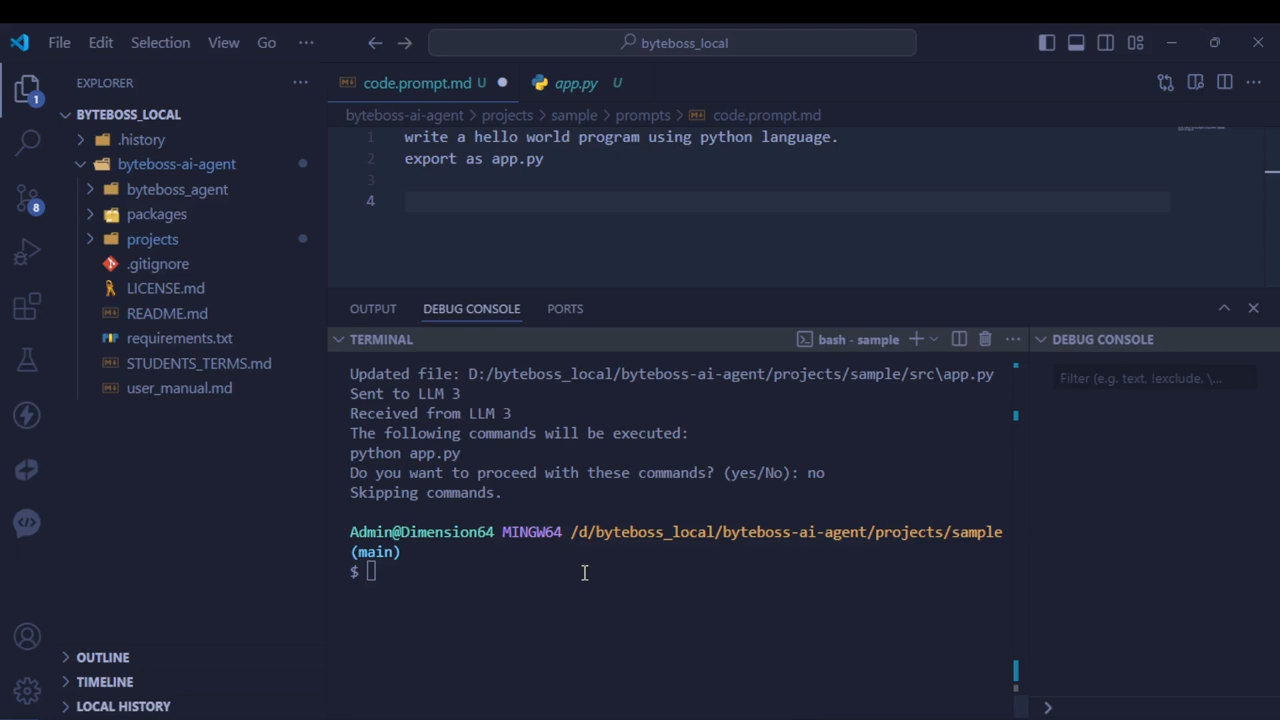 File Edit Selection View Go ···
byteboss_local
EXPLORER ···
1
BYTEBOSS_LOCAL
.history
byteboss-ai-agent
byteboss_agent
packages
projects
.gitignore
LICENSE.md
README.md
requirements.txt
STUDENTS_TERMS.md
user_manual.md
8
OUTLINE
TIMELINE
LOCAL HISTORY
code.prompt.md U
app.py U
byteboss-ai-agent > projects > sample > prompts > code.prompt.md
1 write a hello world program using python language.
2 export as app.py
3
4
OUTPUT DEBUG CONSOLE PORTS
TERMINAL
bash - sample
DEBUG CONSOLE
Filter (e.g. text, !exclude, \...
Updated file: D:/byteboss_local/byteboss-ai-agent/projects/sample/src\app.py
Sent to LLM 3
Received from LLM 3
The following commands will be executed:
python app.py
Do you want to proceed with these commands? (yes/No): no
Skipping commands.
Admin@Dimension64 MINGW64 /d/byteboss_local/byteboss-ai-agent/projects/sample
(main)
$